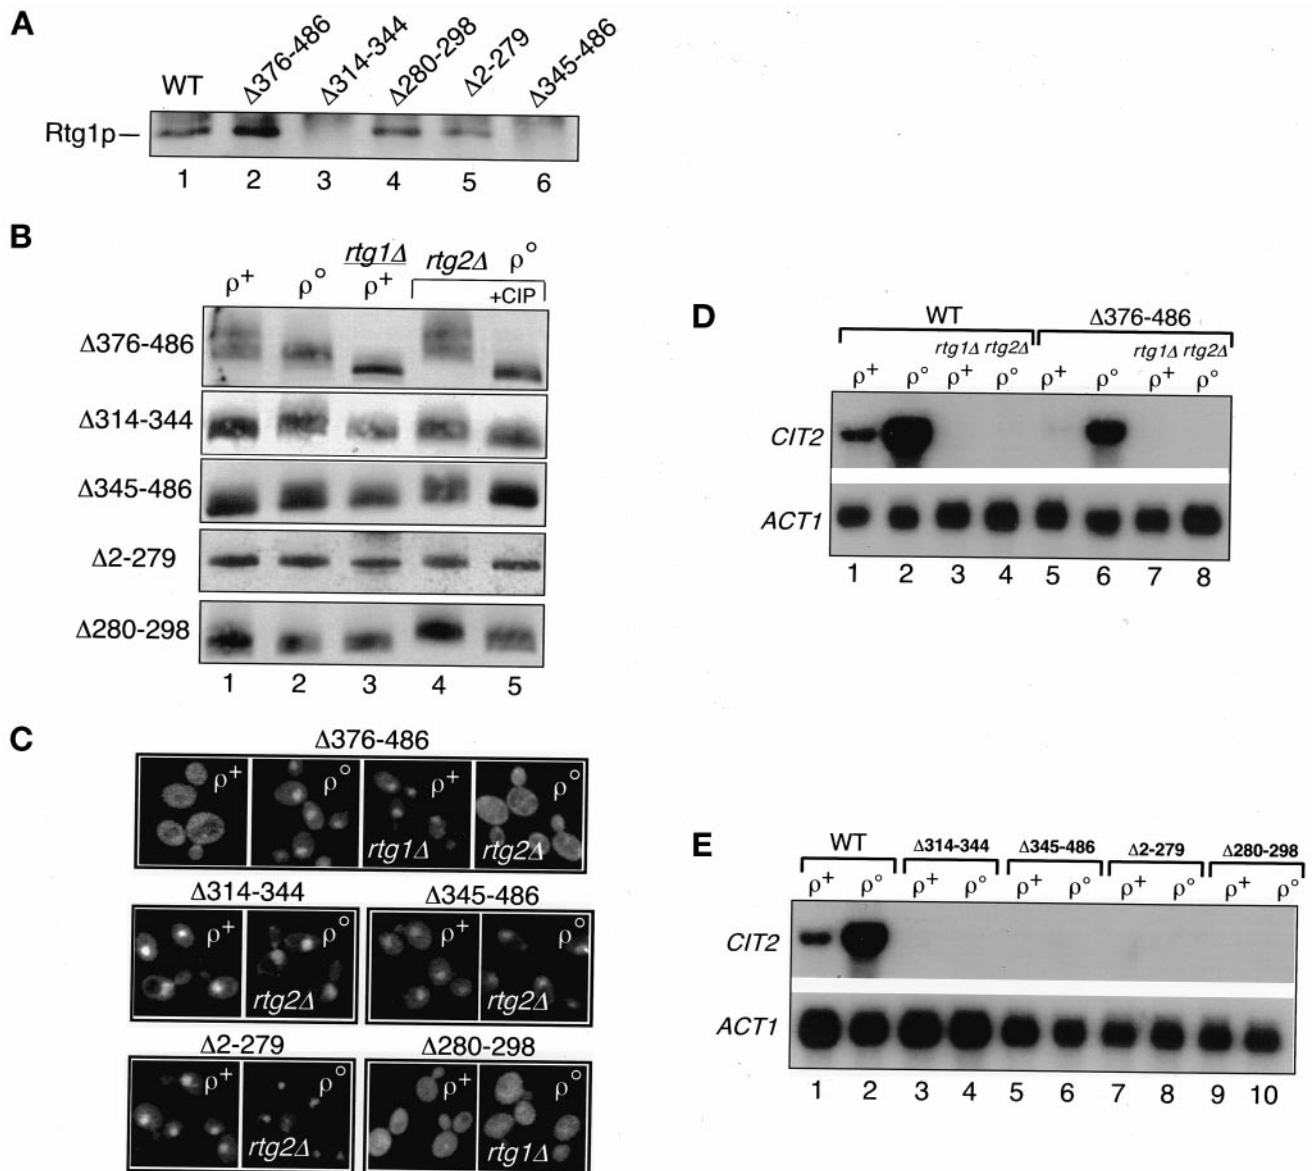 A
WT Δ376-486 Δ314-344 Δ280-298 Δ2-279 Δ345-486
Rtg1p
1 2 3 4 5 6
B
rtg1Δ rtg2Δ ρ°
ρ+ ρ° ρ+
+CIP
Δ376-486
Δ314-344
Δ345-486
Δ2-279
Δ280-298
1 2 3 4 5
C
Δ376-486
ρ+ ρ° ρ+ ρ°
rtg1Δ rtg2Δ
Δ314-344 Δ345-486
ρ+ ρ° ρ+ ρ°
rtg2Δ rtg2Δ
Δ2-279 Δ280-298
ρ+ ρ° ρ+ ρ°
rtg2Δ rtg1Δ
D
WT Δ376-486
rtg1Δ rtg2Δ rtg1Δ rtg2Δ
ρ+ ρ° ρ+ ρ° ρ+ ρ° ρ+ ρ°
CIT2
ACT1
1 2 3 4 5 6 7 8
E
WT Δ314-344 Δ345-486 Δ2-279 Δ280-298
ρ+ ρ° ρ+ ρ° ρ+ ρ° ρ+ ρ° ρ+ ρ°
CIT2
ACT1
1 2 3 4 5 6 7 8 9 10